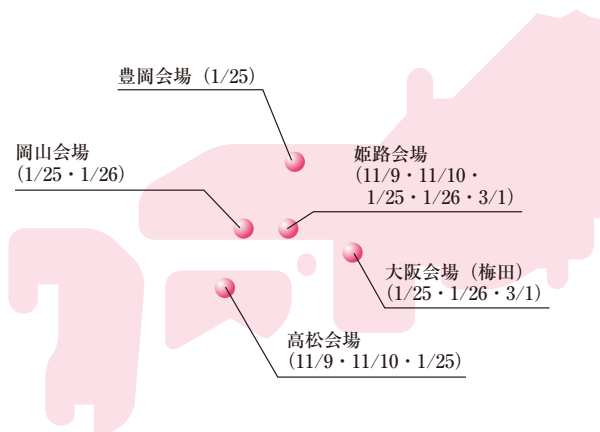 豊岡会場（1/25）
岡山会場
（1/25・1/26）
姫路会場
（11/9・11/10・
1/25・1/26・3/1）
大阪会場（梅田）
（1/25・1/26・3/1）
高松会場
（11/9・11/10・1/25）